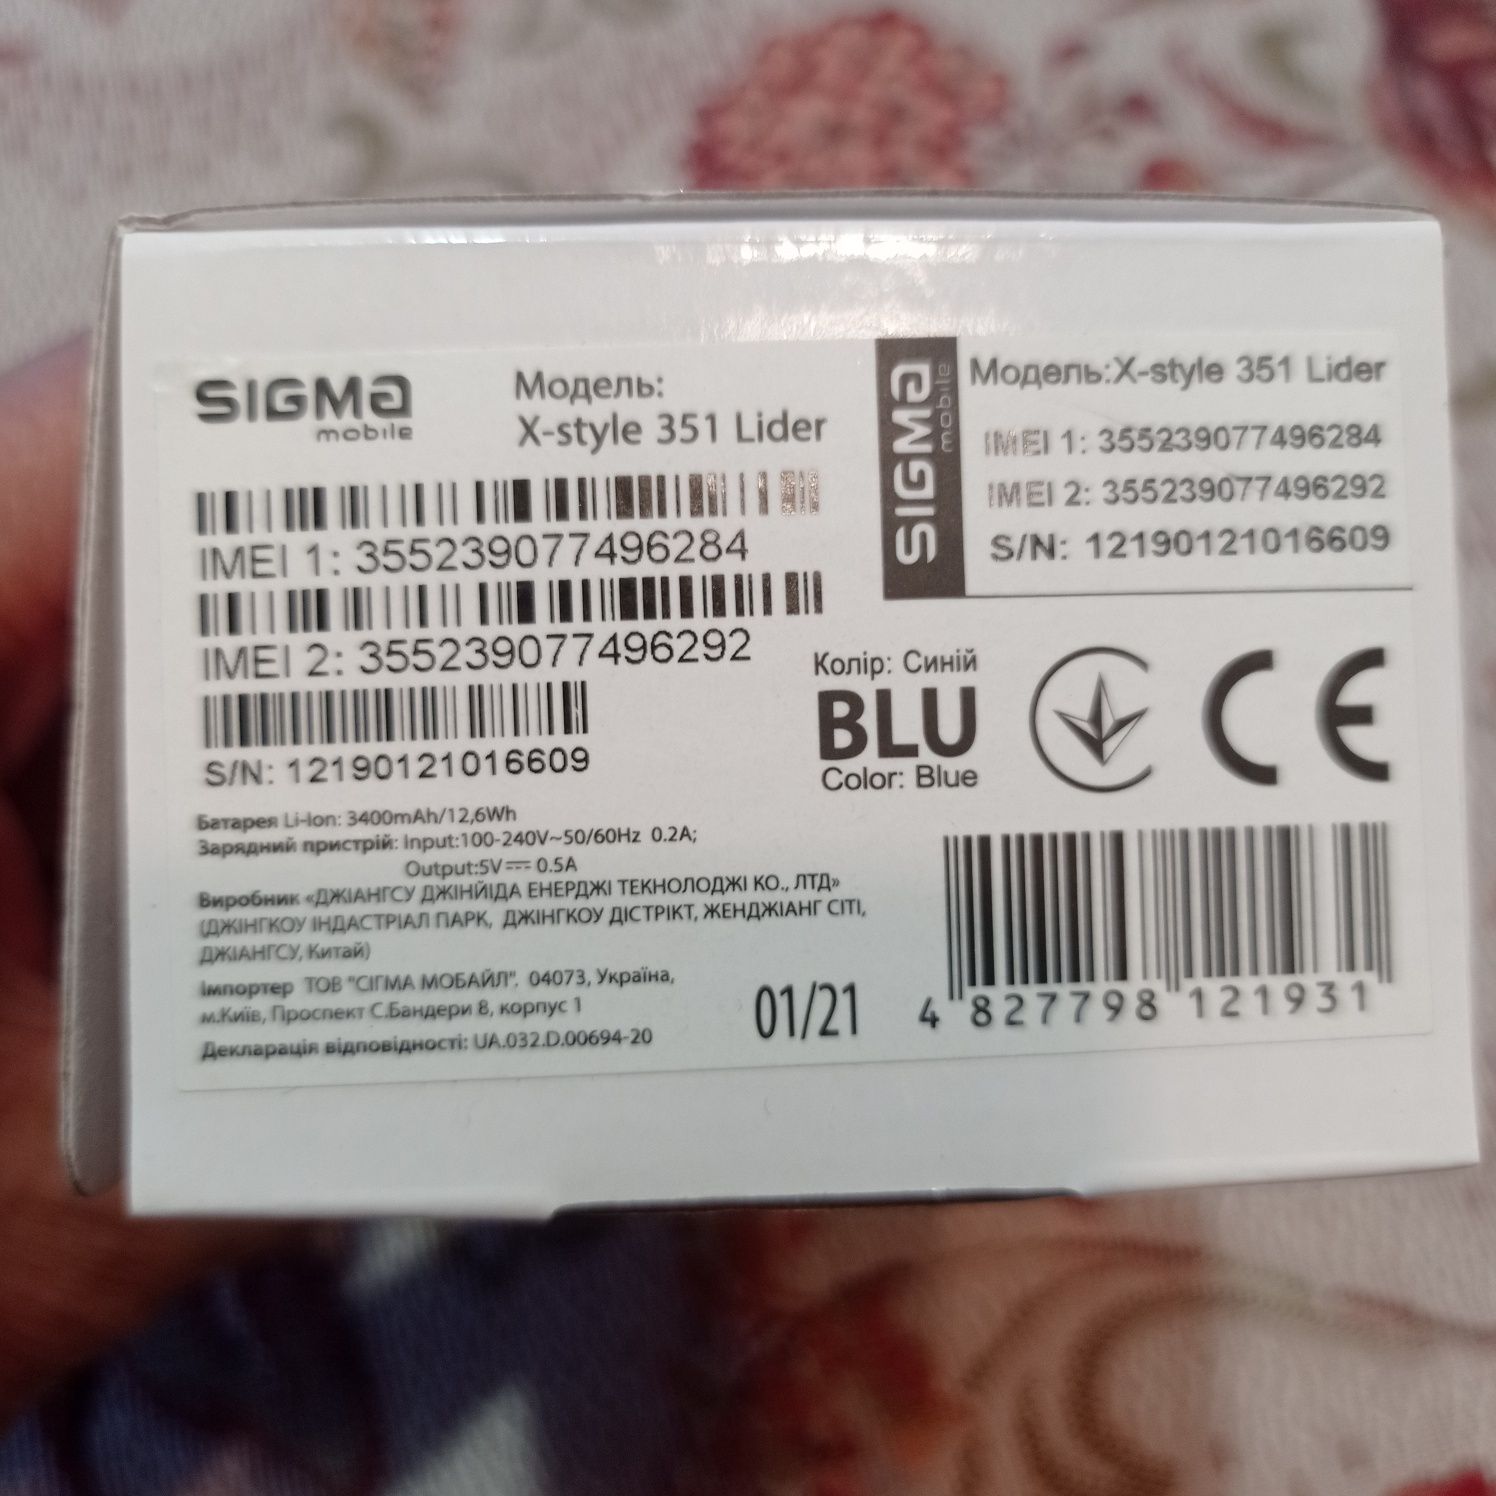 SIGMA
mobile
Модель:
X-style 351 Lider
IMEI 1: 355239077496284
IMEI 2: 355239077496292
S/N: 12190121016609
Батарея Li-Ion: 3400mAh/12,6Wh
Зарядний пристрій: Input:100-240V~50/60Hz 0.2A;
Output:5V⎓0.5A
Виробник «ДЖІАНГСУ ДЖІНЙІДА ЕНЕРДЖІ ТЕКНОЛОДЖІ КО., ЛТД»
(ДЖІНГКОУ ІНДАСТРІАЛ ПАРК, ДЖІНГКОУ ДІСТРІКТ, ЖЕНДЖІАНГ СІТІ,
ДЖІАНГСУ, Китай)
Імпортер ТОВ "СІГМА МОБАЙЛ". 04073, Україна,
м.Київ, Проспект С.Бандери 8, корпус 1
Декларація відповідності: UA.032.D.00694-20
01/21
SIGMA
mobile
Модель:X-style 351 Lider
IMEI 1: 355239077496284
IMEI 2: 355239077496292
S/N: 12190121016609
Колір: Синій
BLU
Color: Blue
CE
4 827798 121931